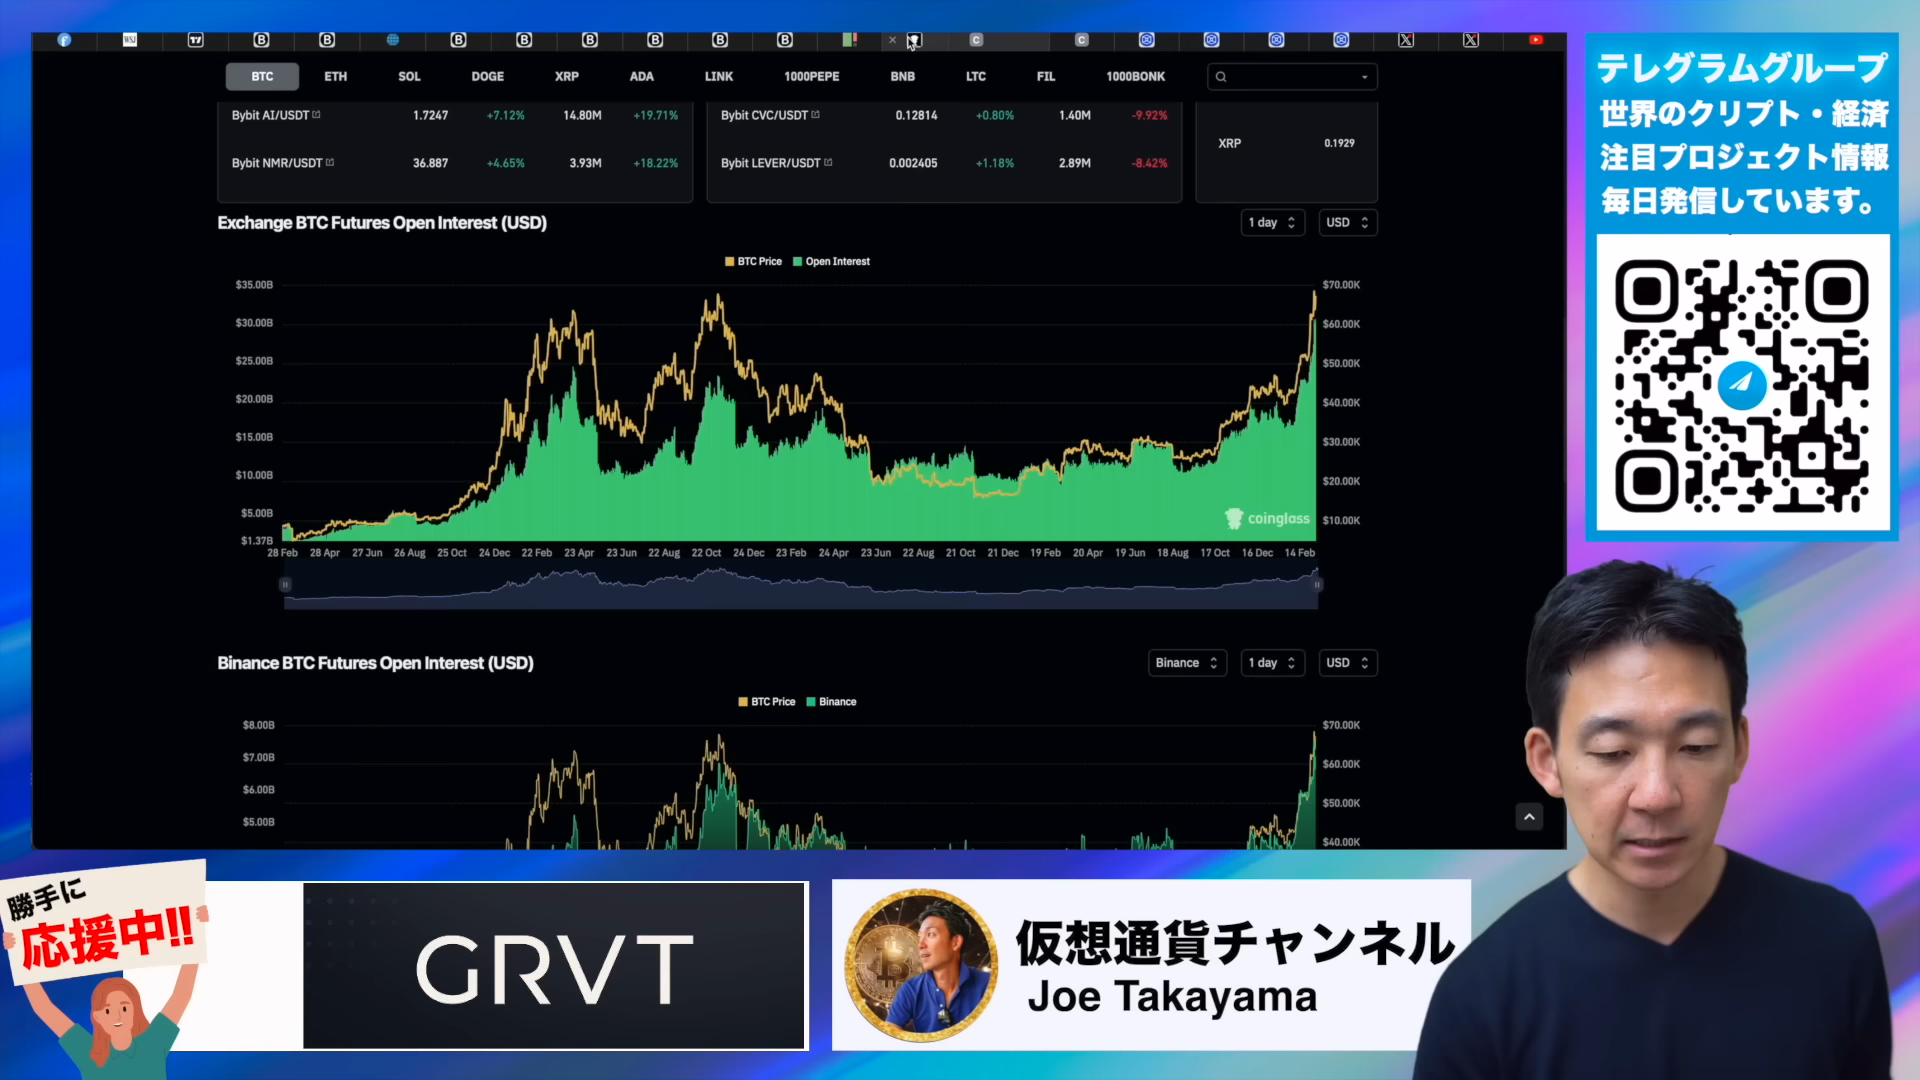 WSJ
BTC ETH SOL DOGE XRP ADA LINK 1000PEPE BNB LTC FIL 1000BONK
Bybit AI/USDT 1.7247 +7.12% 14.80M +19.71%
Bybit NMR/USDT 36.887 +4.65% 3.93M +18.22%
Bybit CVC/USDT 0.12814 +0.80% 1.40M -9.92%
Bybit LEVER/USDT 0.002405 +1.18% 2.89M -8.42%
XRP 0.1929
Exchange BTC Futures Open Interest (USD)
1 day USD
BTC Price Open Interest
$35.00B
$30.00B
$25.00B
$20.00B
$15.00B
$10.00B
$5.00B
$1.37B
$70.00K
$60.00K
$50.00K
$40.00K
$30.00K
$20.00K
$10.00K
coinglass
28 Feb 28 Apr 27 Jun 26 Aug 25 Oct 24 Dec 22 Feb 23 Apr 23 Jun 22 Aug 22 Oct 24 Dec 23 Feb 24 Apr 23 Jun 22 Aug 21 Oct 21 Dec 19 Feb 20 Apr 19 Jun 18 Aug 17 Oct 16 Dec 14 Feb
Binance BTC Futures Open Interest (USD)
Binance 1 day USD
BTC Price Binance
$8.00B
$7.00B
$6.00B
$5.00B
$70.00K
$60.00K
$50.00K
$40.00K
テレグラムグループ
世界のクリプト・経済
注目プロジェクト情報
毎日発信しています。
勝手に
応援中!!
GRVT
仮想通貨チャンネル
Joe Takayama